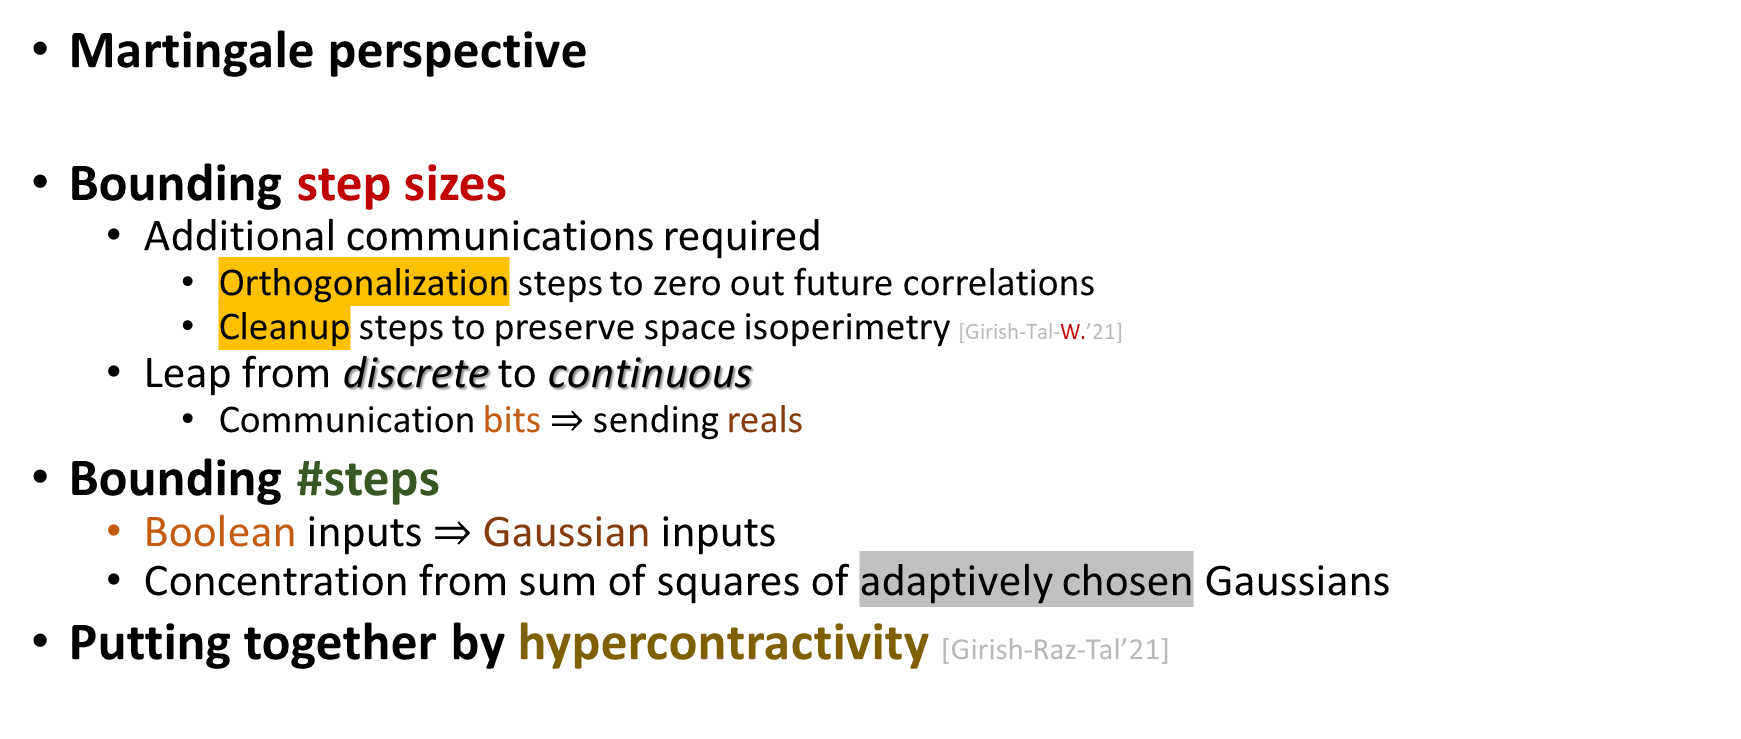 • Martingale perspective
• Bounding step sizes
• Additional communications required
• Orthogonalization steps to zero out future correlations
• Cleanup steps to preserve space isoperimetry [Girish-Tal-W.’21]
• Leap from discrete to continuous
• Communication bits ⇒ sending reals
• Bounding #steps
• Boolean inputs ⇒ Gaussian inputs
• Concentration from sum of squares of adaptively chosen Gaussians
• Putting together by hypercontractivity [Girish-Raz-Tal’21]